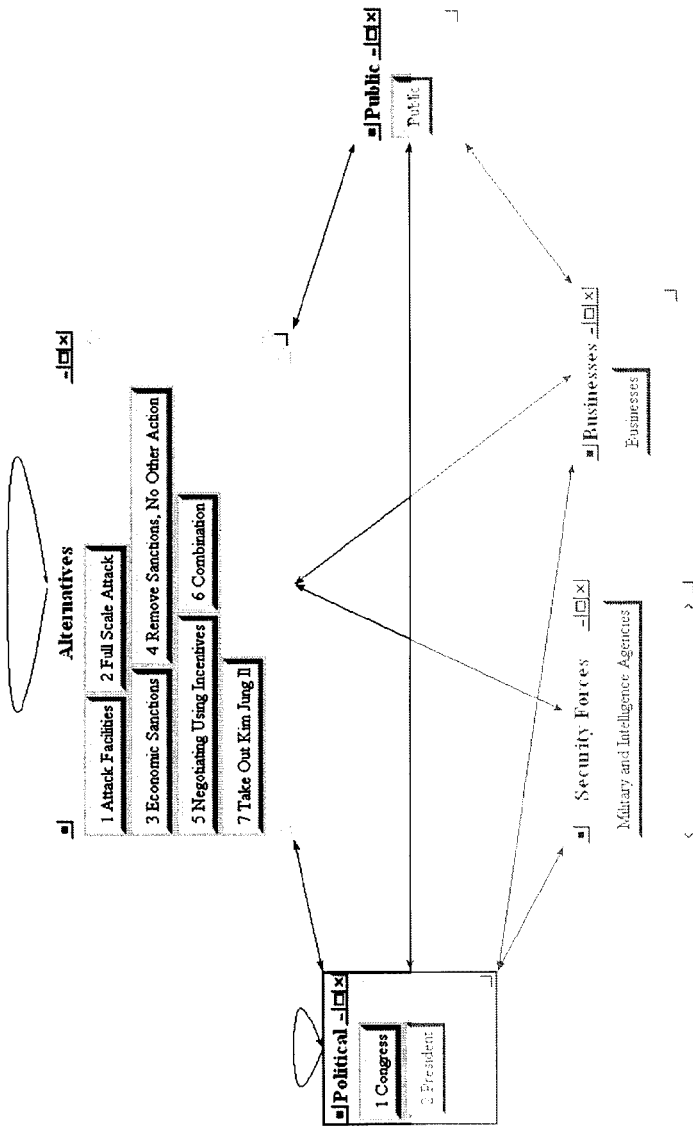 Alternatives
1 Attack Facilities
2 Full Scale Attack
3 Economic Sanctions
4 Remove Sanctions, No Other Action
5 Negotiating Using Incentives
6 Combination
7 Take Out Kim Jung Il
Political
1 Congress
2 President
Public
Public
Security Forces
Military and Intelligence Agencies
Businesses
Businesses